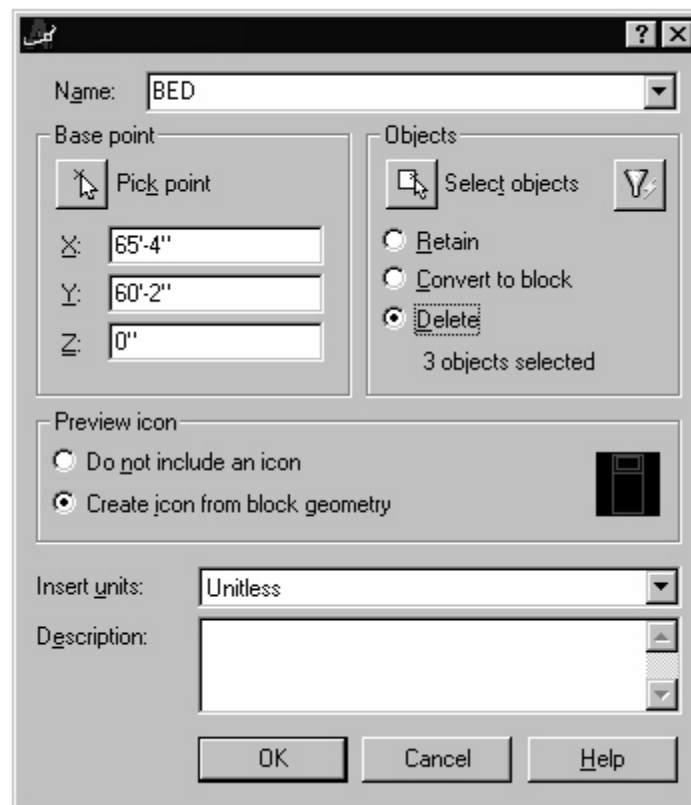 Name: BED
Base point
Pick point
X: 65'-4"
Y: 60'-2"
Z: 0"
Objects
Select objects
Retain
Convert to block
Delete
3 objects selected
Preview icon
Do not include an icon
Create icon from block geometry
Insert units: Unitless
Description:
OK Cancel Help